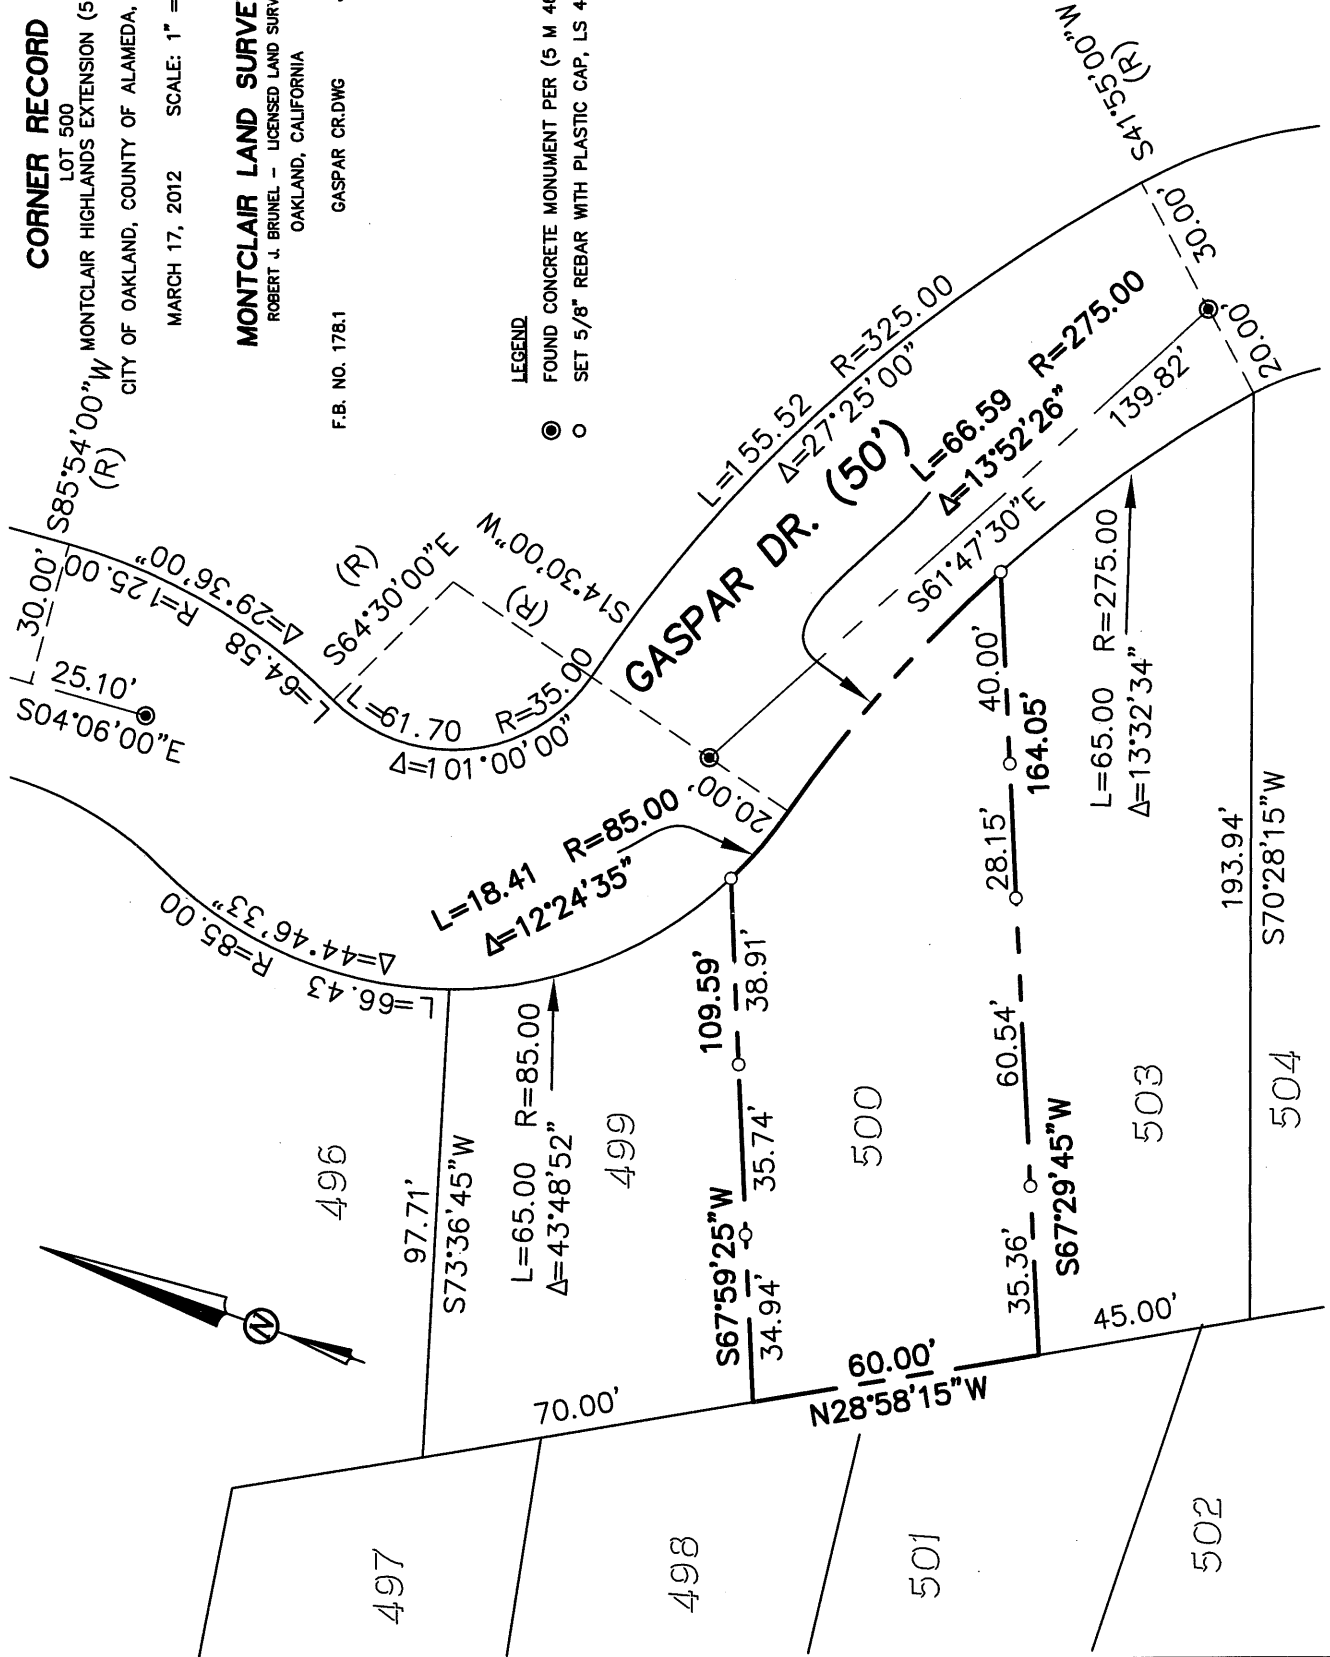 CORNER RECORD
LOT 500
MONTCLAIR HIGHLANDS EXTENSION (5
CITY OF OAKLAND, COUNTY OF ALAMEDA,
MARCH 17, 2012 SCALE: 1" =
MONTCLAIR LAND SURVE
ROBERT J. BRUNEL – LICENSED LAND SURV
OAKLAND, CALIFORNIA
F.B. NO. 178.1 GASPAR CR.DWG
LEGEND
FOUND CONCRETE MONUMENT PER (5 M 4
SET 5/8" REBAR WITH PLASTIC CAP, LS 4
S85°54'00"W
(R)
30.00'
25.10'
S04°06'00"E
R=125.00
Δ=29°36'00"
L=64.58
S64°30'00"E
(R)
L=61.70
R=35.00
Δ=101°00'00"
S14°30'00"W
(R)
L=155.52 R=325.00
Δ=27°25'00"
GASPAR DR. (50')
L=66.59 R=275.00
Δ=13°52'26"
S61°47'30"E
139.82'
S41°55'00"W
(R)
30.00'
20.00'
20.00'
R=85.00
Δ=44°46'33"
L=66.43
L=18.41 R=85.00
Δ=12°24'35"
97.71'
S73°36'45"W
L=65.00 R=85.00
Δ=43°48'52"
109.59'
38.91'
35.74'
S67°59'25"W
34.94'
40.00'
164.05'
28.15'
60.54'
35.36'
S67°29'45"W
L=65.00 R=275.00
Δ=13°32'34"
193.94'
S70°28'15"W
70.00'
60.00'
N28°58'15"W
45.00'
496
499
500
503
504
497
498
501
502
N